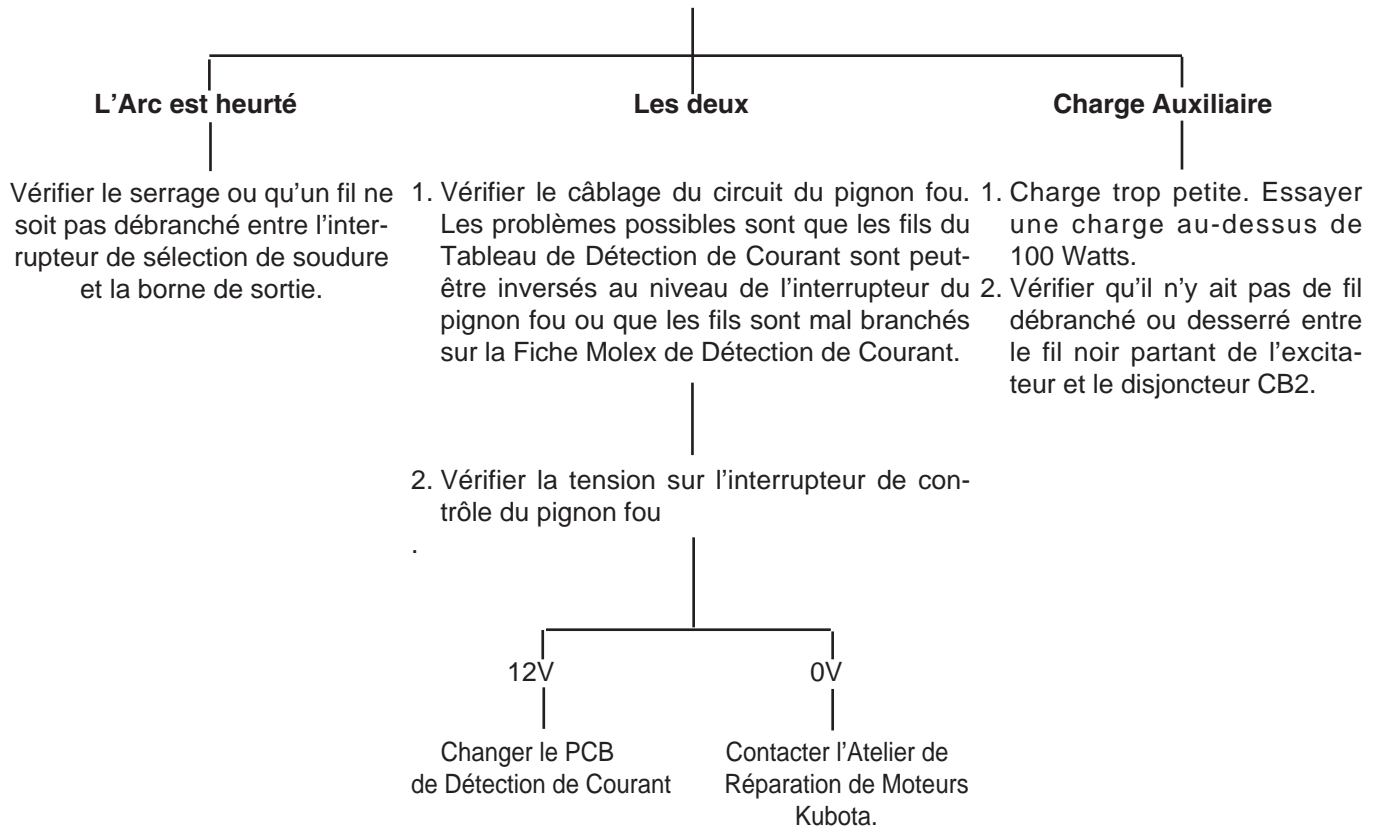 L’Arc est heurté
Les deux
Charge Auxiliaire
Vérifier le serrage ou qu’un fil ne
soit pas débranché entre l’inter-
rupteur de sélection de soudure
et la borne de sortie.
1. Vérifier le câblage du circuit du pignon fou.
Les problèmes possibles sont que les fils du
Tableau de Détection de Courant sont peut-
être inversés au niveau de l’interrupteur du
pignon fou ou que les fils sont mal branchés
sur la Fiche Molex de Détection de Courant.
2. Vérifier la tension sur l’interrupteur de con-
trôle du pignon fou
.
1. Charge trop petite. Essayer
une charge au-dessus de
100 Watts.
2. Vérifier qu’il n’y ait pas de fil
débranché ou desserré entre
le fil noir partant de l’excita-
teur et le disjoncteur CB2.
12V
0V
Changer le PCB
de Détection de Courant
Contacter l’Atelier de
Réparation de Moteurs
Kubota.